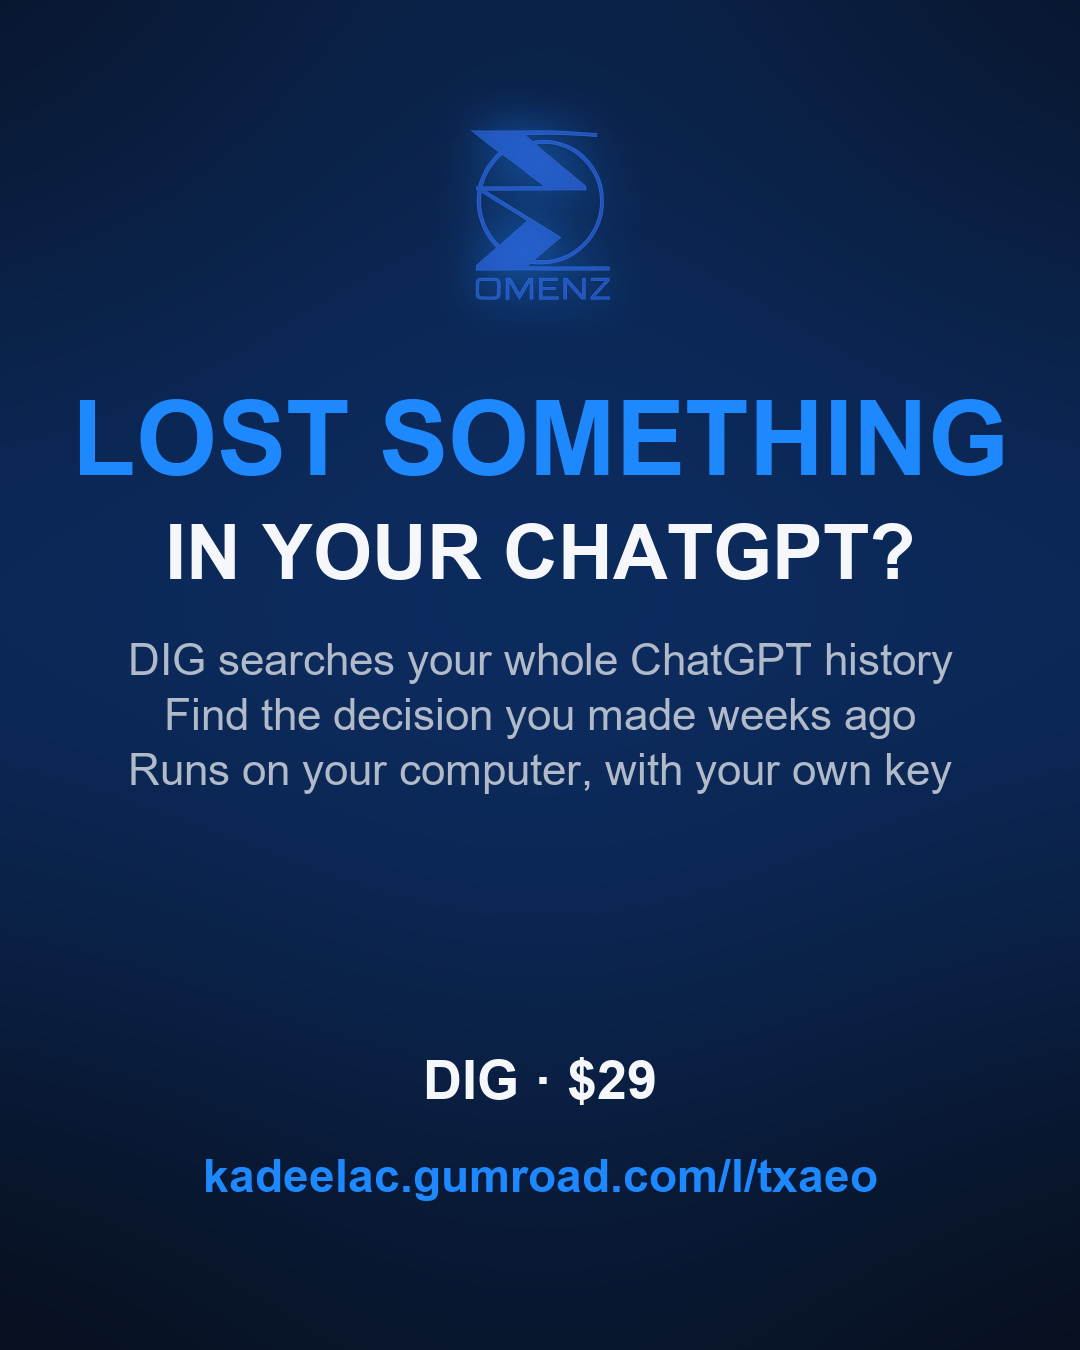 OMENZ
LOST SOMETHING
IN YOUR CHATGPT?
DIG searches your whole ChatGPT history
Find the decision you made weeks ago
Runs on your computer, with your own key
DIG · $29
kadeelac.gumroad.com/l/txaeo